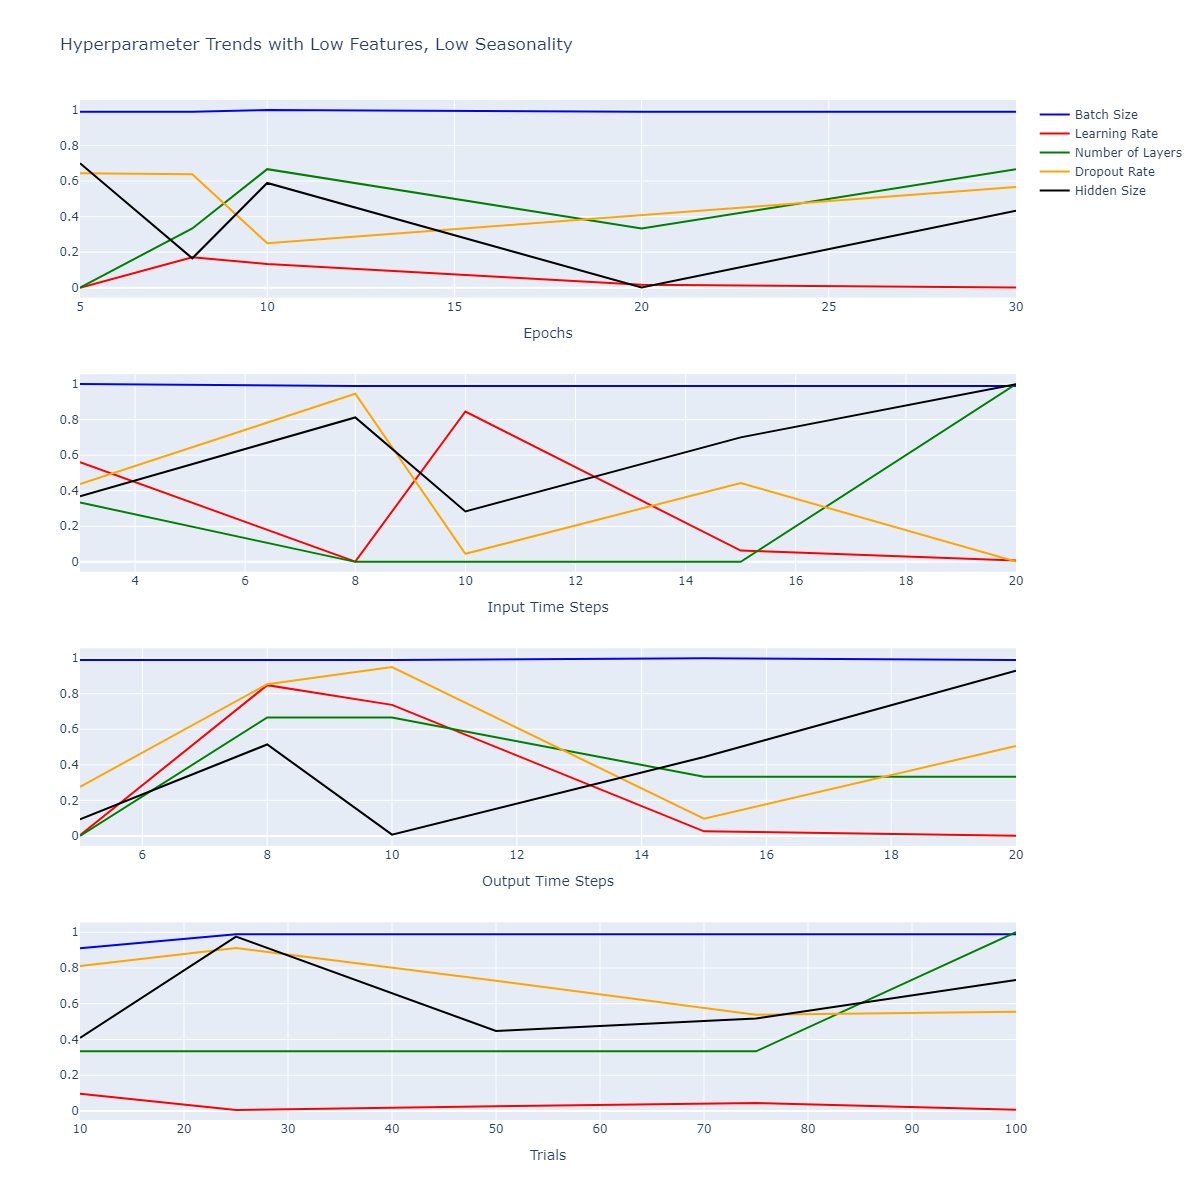 Hyperparameter Trends with Low Features, Low Seasonality
Batch Size
Learning Rate
Number of Layers
Dropout Rate
Hidden Size
1
0.8
0.6
0.4
0.2
0
5 10 15 20 25 30
Epochs
1
0.8
0.6
0.4
0.2
0
4 6 8 10 12 14 16 18 20
Input Time Steps
1
0.8
0.6
0.4
0.2
0
6 8 10 12 14 16 18 20
Output Time Steps
1
0.8
0.6
0.4
0.2
0
10 20 30 40 50 60 70 80 90 100
Trials